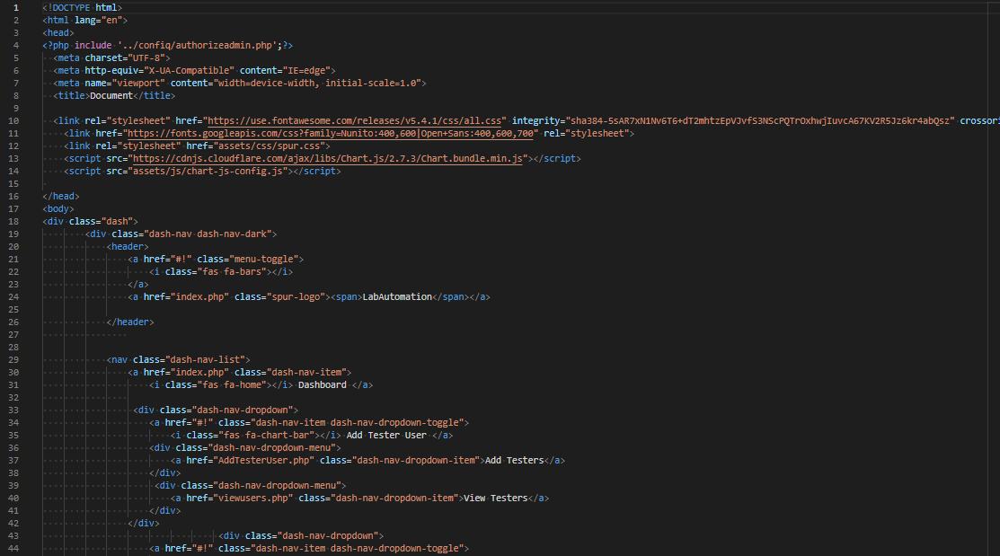 1 <!DOCTYPE html>
2 <html lang="en">
3 <head>
4 <?php include '../confiq/authorizeadmin.php';?>
5 <meta charset="UTF-8">
6 <meta http-equiv="X-UA-Compatible" content="IE=edge">
7 <meta name="viewport" content="width=device-width, initial-scale=1.0">
8 <title>Document</title>
9
10 <link rel="stylesheet" href="https://use.fontawesome.com/releases/v5.4.1/css/all.css" integrity="sha384-5sAR7xN1Nv6T6+dT2mhtzEpVJvfS3NScPQTrOxhwjIuvcA67KV2R5Jz6kr4abQsz" crossori
11 <link href="https://fonts.googleapis.com/css?family=Nunito:400,600|Open+Sans:400,600,700" rel="stylesheet">
12 <link rel="stylesheet" href="assets/css/spur.css">
13 <script src="https://cdnjs.cloudflare.com/ajax/libs/Chart.js/2.7.3/Chart.bundle.min.js"></script>
14 <script src="assets/js/chart-js-config.js"></script>
15
16 </head>
17 <body>
18 <div class="dash">
19 <div class="dash-nav dash-nav-dark">
20 <header>
21 <a href="#!" class="menu-toggle">
22 <i class="fas fa-bars"></i>
23 </a>
24 <a href="index.php" class="spur-logo"><span>LabAutomation</span></a>
25
26 </header>
27
28
29 <nav class="dash-nav-list">
30 <a href="index.php" class="dash-nav-item">
31 <i class="fas fa-home"></i> Dashboard </a>
32
33 <div class="dash-nav-dropdown">
34 <a href="#!" class="dash-nav-item dash-nav-dropdown-toggle">
35 <i class="fas fa-chart-bar"></i> Add Tester User </a>
36 <div class="dash-nav-dropdown-menu">
37 <a href="AddTesterUser.php" class="dash-nav-dropdown-item">Add Testers</a>
38 </div>
39 <div class="dash-nav-dropdown-menu">
40 <a href="viewusers.php" class="dash-nav-dropdown-item">View Testers</a>
41 </div>
42 </div>
43 <div class="dash-nav-dropdown">
44 <a href="#!" class="dash-nav-item dash-nav-dropdown-toggle">